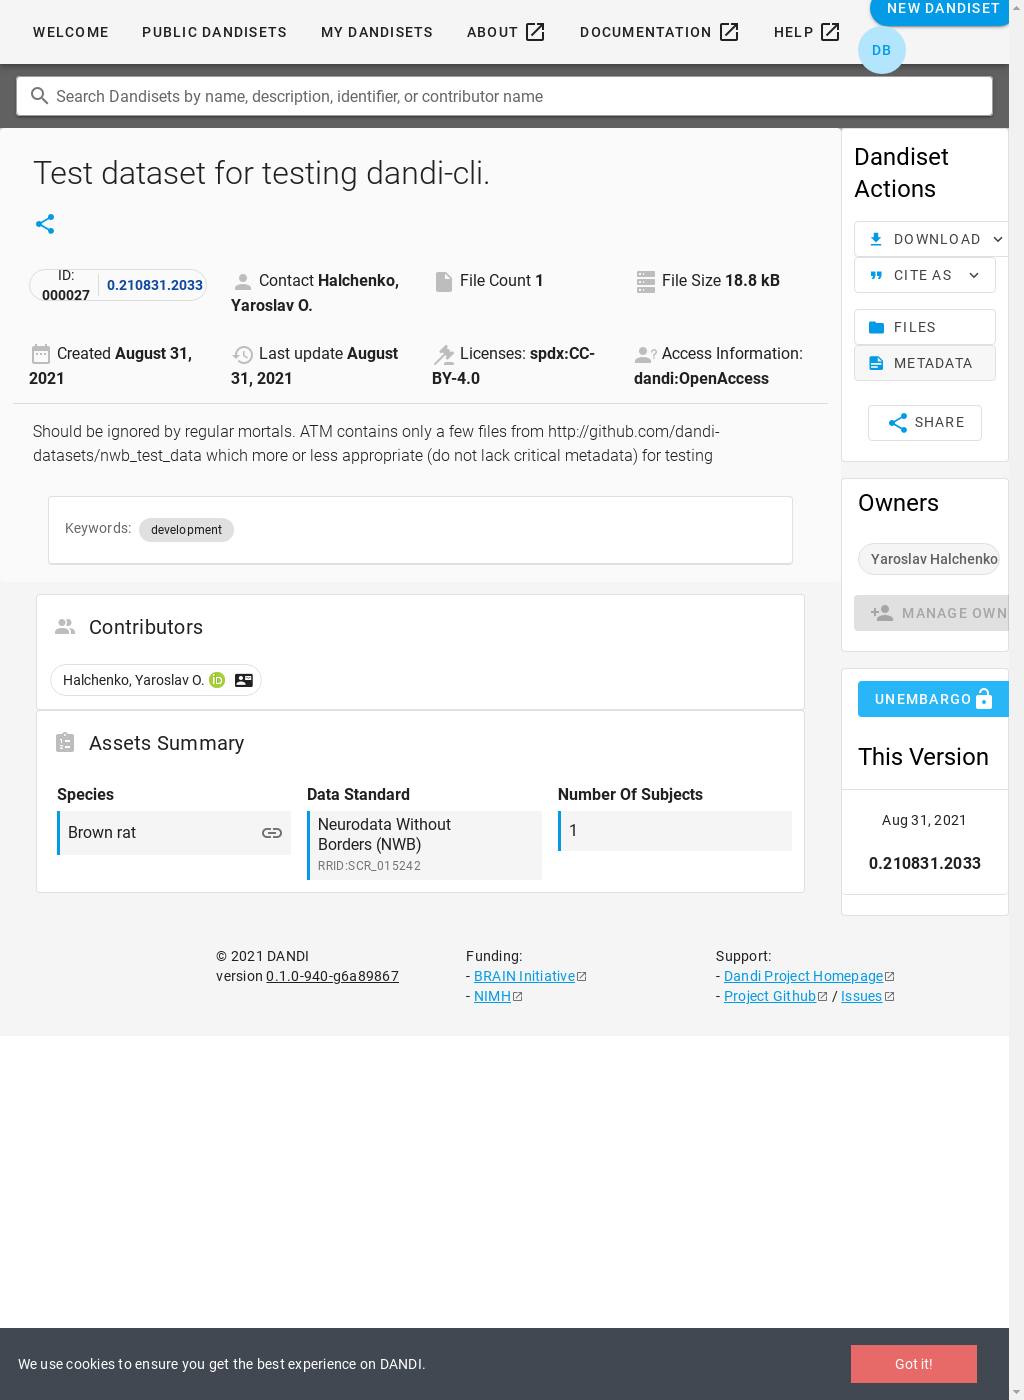 WELCOME
PUBLIC DANDISETS
MY DANDISETS
ABOUT
DOCUMENTATION
HELP
NEW DANDISET
DB
Search Dandisets by name, description, identifier, or contributor name
Test dataset for testing dandi-cli.
ID: 000027
0.210831.2033
Contact Halchenko,
Yaroslav O.
File Count 1
File Size 18.8 kB
Created August 31,
2021
Last update August
31, 2021
Licenses: spdx:CC-
BY-4.0
Access Information:
dandi:OpenAccess
Should be ignored by regular mortals. ATM contains only a few files from http://github.com/dandi-
datasets/nwb_test_data which more or less appropriate (do not lack critical metadata) for testing
Keywords: development
Contributors
Halchenko, Yaroslav O. iD
Assets Summary
Species
Brown rat
Data Standard
Neurodata Without
Borders (NWB)
RRID:SCR_015242
Number Of Subjects
1
Dandiset
Actions
DOWNLOAD
CITE AS
FILES
METADATA
SHARE
Owners
Yaroslav Halchenko
MANAGE OWN
UNEMBARGO
This Version
Aug 31, 2021
0.210831.2033
© 2021 DANDI
version 0.1.0-940-g6a89867
Funding:
- BRAIN Initiative
- NIMH
Support:
- Dandi Project Homepage
- Project Github / Issues
We use cookies to ensure you get the best experience on DANDI.
Got it!